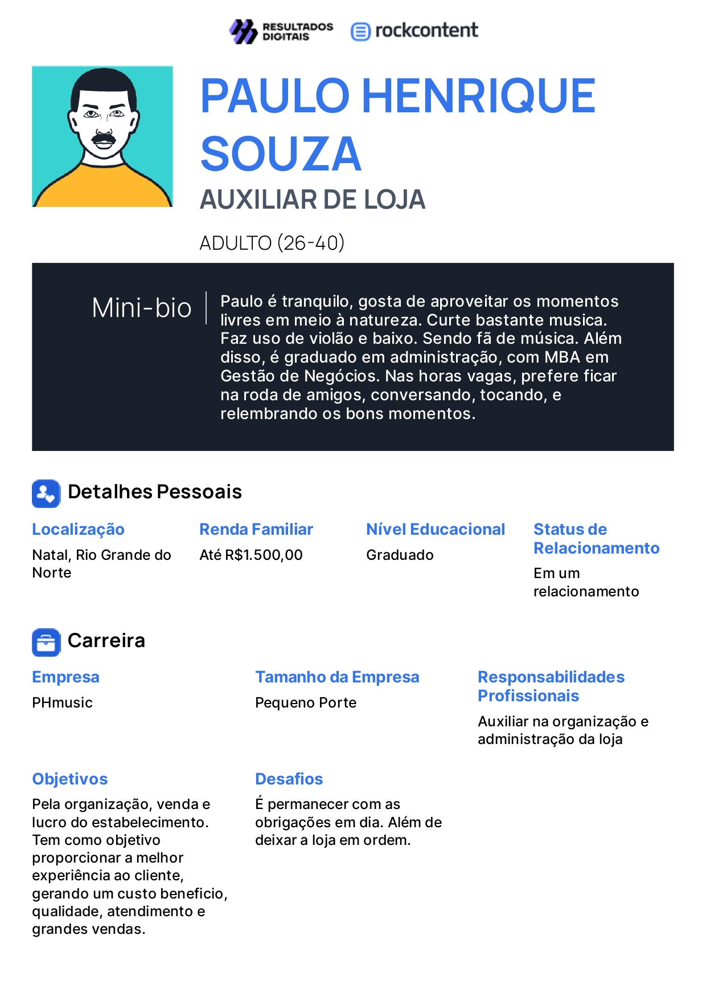 RESULTADOS
DIGITAIS
rockcontent
PAULO HENRIQUE
SOUZA
AUXILIAR DE LOJA
ADULTO (26-40)
Mini-bio
Paulo é tranquilo, gosta de aproveitar os momentos
livres em meio à natureza. Curte bastante musica.
Faz uso de violão e baixo. Sendo fã de música. Além
disso, é graduado em administração, com MBA em
Gestão de Negócios. Nas horas vagas, prefere ficar
na roda de amigos, conversando, tocando, e
relembrando os bons momentos.
Detalhes Pessoais
Localização
Natal, Rio Grande do
Norte
Renda Familiar
Até R$1.500,00
Nível Educacional
Graduado
Status de
Relacionamento
Em um
relacionamento
Carreira
Empresa
PHmusic
Tamanho da Empresa
Pequeno Porte
Responsabilidades
Profissionais
Auxiliar na organização e
administração da loja
Objetivos
Pela organização, venda e
lucro do estabelecimento.
Tem como objetivo
proporcionar a melhor
experiência ao cliente,
gerando um custo beneficio,
qualidade, atendimento e
grandes vendas.
Desafios
É permanecer com as
obrigações em dia. Além de
deixar a loja em ordem.